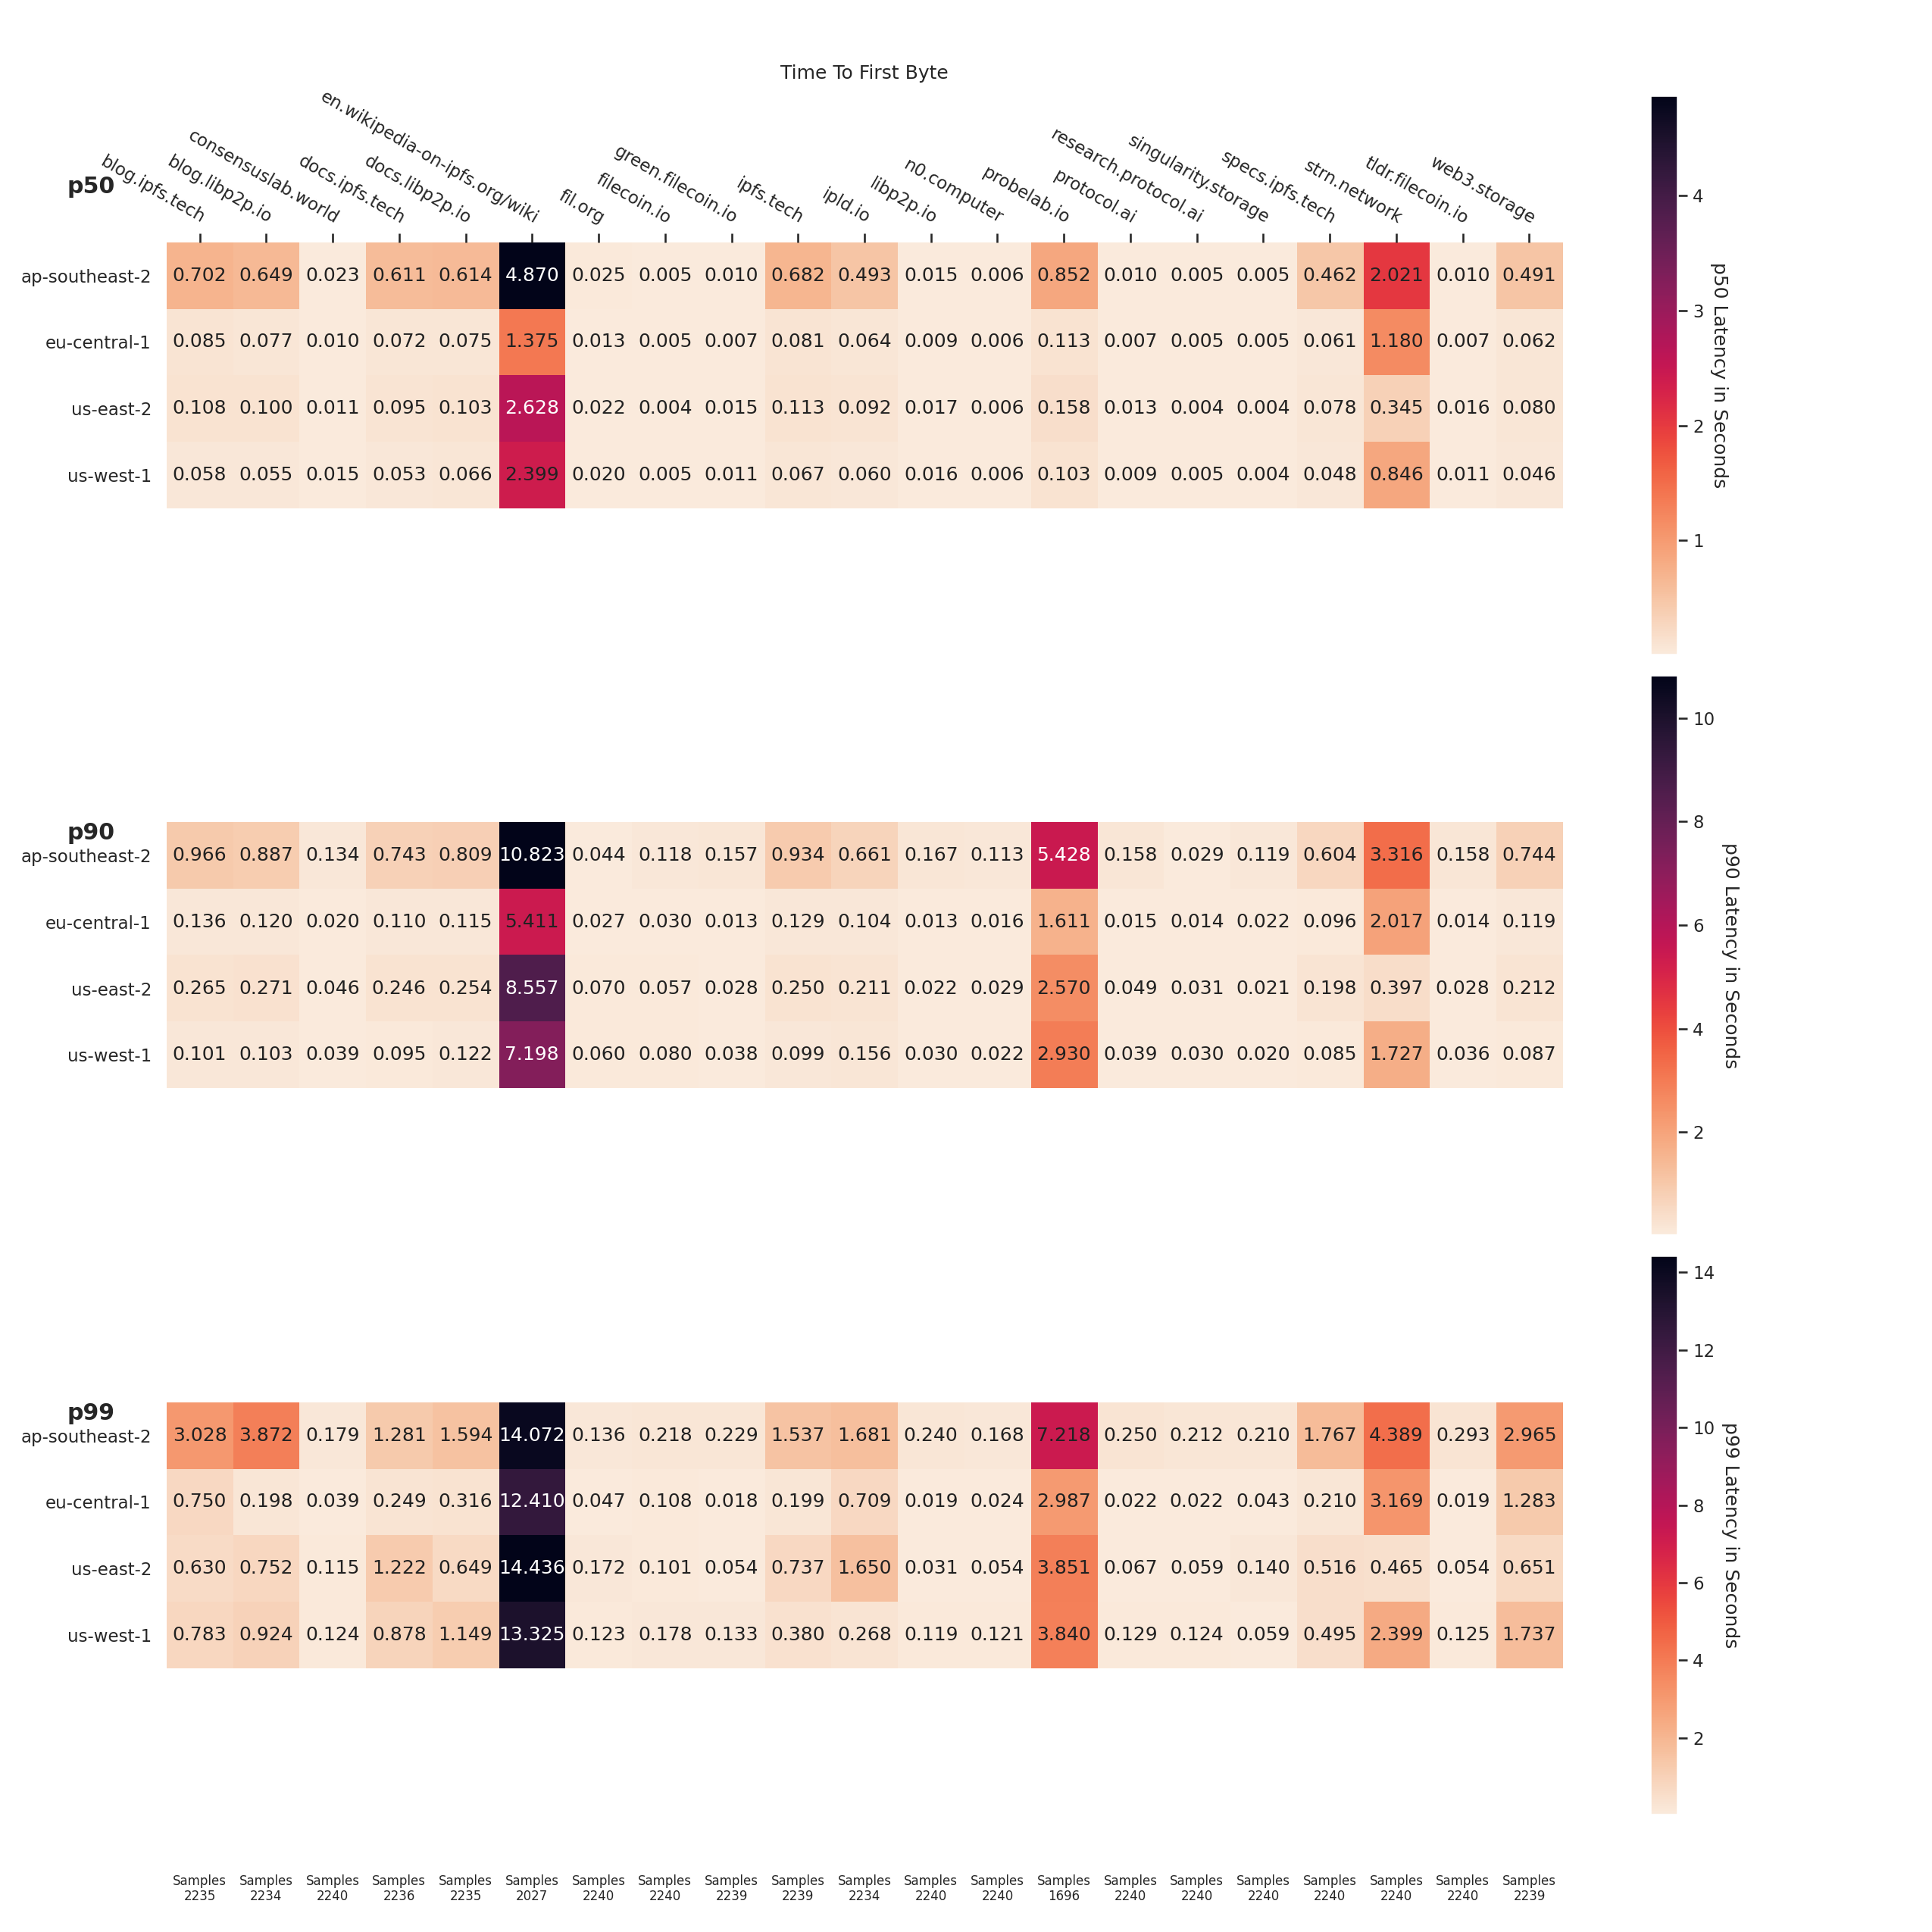 Time To First Byte
p50
blog.ipfs.tech
blog.libp2p.io
consensuslab.world
docs.ipfs.tech
docs.libp2p.io
en.wikipedia-on-ipfs.org/wiki
fil.org
filecoin.io
green.filecoin.io
ipfs.tech
ipld.io
libp2p.io
n0.computer
probelab.io
protocol.ai
research.protocol.ai
singularity.storage
specs.ipfs.tech
strn.network
tldr.filecoin.io
web3.storage
ap-southeast-2 0.702 0.649 0.023 0.611 0.614 4.870 0.025 0.005 0.010 0.682 0.493 0.015 0.006 0.852 0.010 0.005 0.005 0.462 2.021 0.010 0.491
eu-central-1 0.085 0.077 0.010 0.072 0.075 1.375 0.013 0.005 0.007 0.081 0.064 0.009 0.006 0.113 0.007 0.005 0.005 0.061 1.180 0.007 0.062
us-east-2 0.108 0.100 0.011 0.095 0.103 2.628 0.022 0.004 0.015 0.113 0.092 0.017 0.006 0.158 0.013 0.004 0.004 0.078 0.345 0.016 0.080
us-west-1 0.058 0.055 0.015 0.053 0.066 2.399 0.020 0.005 0.011 0.067 0.060 0.016 0.006 0.103 0.009 0.005 0.004 0.048 0.846 0.011 0.046
4
3
2
1
p50 Latency in Seconds
p90
ap-southeast-2 0.966 0.887 0.134 0.743 0.809 10.823 0.044 0.118 0.157 0.934 0.661 0.167 0.113 5.428 0.158 0.029 0.119 0.604 3.316 0.158 0.744
eu-central-1 0.136 0.120 0.020 0.110 0.115 5.411 0.027 0.030 0.013 0.129 0.104 0.013 0.016 1.611 0.015 0.014 0.022 0.096 2.017 0.014 0.119
us-east-2 0.265 0.271 0.046 0.246 0.254 8.557 0.070 0.057 0.028 0.250 0.211 0.022 0.029 2.570 0.049 0.031 0.021 0.198 0.397 0.028 0.212
us-west-1 0.101 0.103 0.039 0.095 0.122 7.198 0.060 0.080 0.038 0.099 0.156 0.030 0.022 2.930 0.039 0.030 0.020 0.085 1.727 0.036 0.087
10
8
6
4
2
p90 Latency in Seconds
p99
ap-southeast-2 3.028 3.872 0.179 1.281 1.594 14.072 0.136 0.218 0.229 1.537 1.681 0.240 0.168 7.218 0.250 0.212 0.210 1.767 4.389 0.293 2.965
eu-central-1 0.750 0.198 0.039 0.249 0.316 12.410 0.047 0.108 0.018 0.199 0.709 0.019 0.024 2.987 0.022 0.022 0.043 0.210 3.169 0.019 1.283
us-east-2 0.630 0.752 0.115 1.222 0.649 14.436 0.172 0.101 0.054 0.737 1.650 0.031 0.054 3.851 0.067 0.059 0.140 0.516 0.465 0.054 0.651
us-west-1 0.783 0.924 0.124 0.878 1.149 13.325 0.123 0.178 0.133 0.380 0.268 0.119 0.121 3.840 0.129 0.124 0.059 0.495 2.399 0.125 1.737
14
12
10
8
6
4
2
p99 Latency in Seconds
Samples Samples Samples Samples Samples Samples Samples Samples Samples Samples Samples Samples Samples Samples Samples Samples Samples Samples Samples Samples Samples
2235 2234 2240 2236 2235 2027 2240 2240 2239 2239 2234 2240 2240 1696 2240 2240 2240 2240 2240 2240 2239